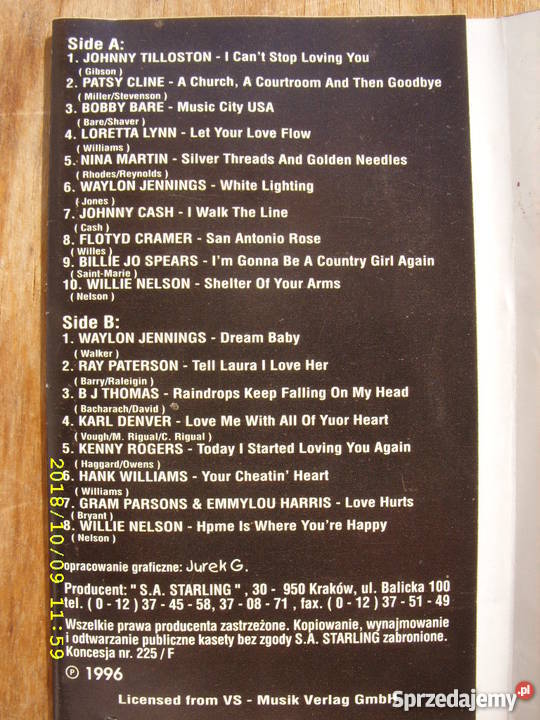 Side A:
1. JOHNNY TILLOSTON - I Can't Stop Loving You
( Gibson )
2. PATSY CLINE - A Church, A Courtroom And Then Goodbye
( Miller/Stevenson )
3. BOBBY BARE - Music City USA
( Bare/Shaver )
4. LORETTA LYNN - Let Your Love Flow
( Williams )
5. NINA MARTIN - Silver Threads And Golden Needles
( Rhodes/Reynolds )
6. WAYLON JENNINGS - White Lighting
( Jones )
7. JOHNNY CASH - I Walk The Line
( Cash )
8. FLOTYD CRAMER - San Antonio Rose
( Willes )
9. BILLIE JO SPEARS - I'm Gonna Be A Country Girl Again
( Saint-Marie )
10. WILLIE NELSON - Shelter Of Your Arms
( Nelson )
Side B:
1. WAYLON JENNINGS - Dream Baby
( Walker )
2. RAY PATERSON - Tell Laura I Love Her
( Barry/Raleigin )
3. B J THOMAS - Raindrops Keep Falling On My Head
( Bacharach/David )
4. KARL DENVER - Love Me With All Of Yuor Heart
( Vough/M. Rigual/C. Rigual )
5. KENNY ROGERS - Today I Started Loving You Again
( Haggard/Owens )
6. HANK WILLIAMS - Your Cheatin' Heart
( Williams )
7. GRAM PARSONS & EMMYLOU HARRIS - Love Hurts
( Bryant )
8. WILLIE NELSON - Hpme Is Where You're Happy
( Nelson )
opracowanie graficzne: Jurek G.
Producent: " S.A. STARLING " , 30 - 950 Kraków, ul. Balicka 100
tel. ( 0 - 12 ) 37 - 45 - 58, 37 - 08 - 71 , fax. ( 0 - 12 ) 37 - 51 - 49
Wszelkie prawa producenta zastrzeżone. Kopiowanie, wynajmowanie
i odtwarzanie publiczne kasety bez zgody S.A. STARLING zabronione.
Koncesja nr. 225 / F
℗ 1996
Licensed from VS - Musik Verlag GmbH
2018/10/09 11:59
Sprzedajemy.pl